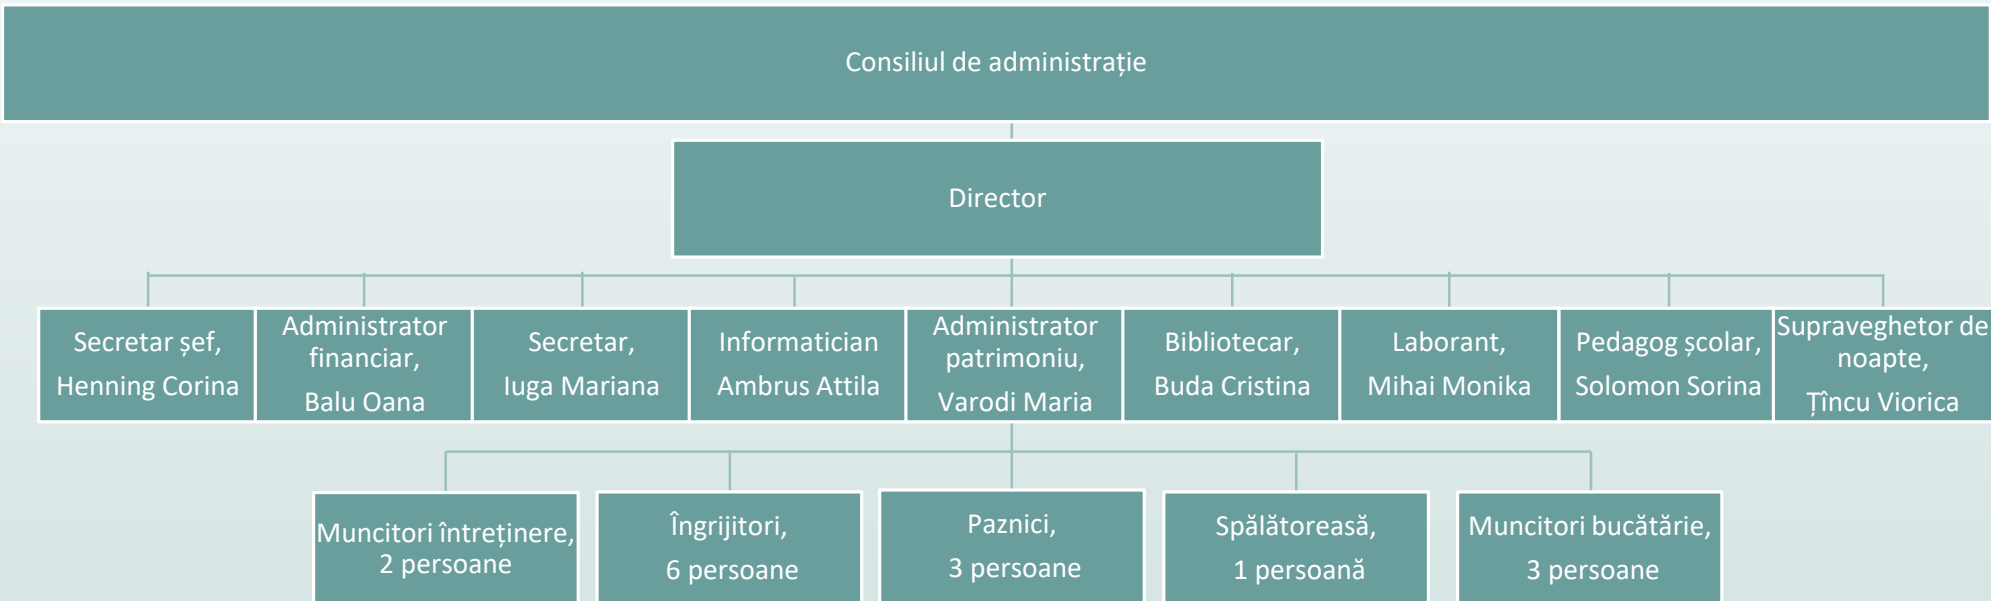 Consiliul de administrație
Director
Secretar șef,
Henning Corina
Administrator
financiar,
Balu Oana
Secretar,
Iuga Mariana
Informatician
Ambrus Attila
Administrator
patrimoniu,
Varodi Maria
Bibliotecar,
Buda Cristina
Laborant,
Mihai Monika
Pedagog școlar,
Solomon Sorina
Supraveghetor de
noapte,
Țîncu Viorica
Muncitori întreținere,
2 persoane
Îngrijitori,
6 persoane
Paznici,
3 persoane
Spălătoreasă,
1 persoană
Muncitori bucătărie,
3 persoane